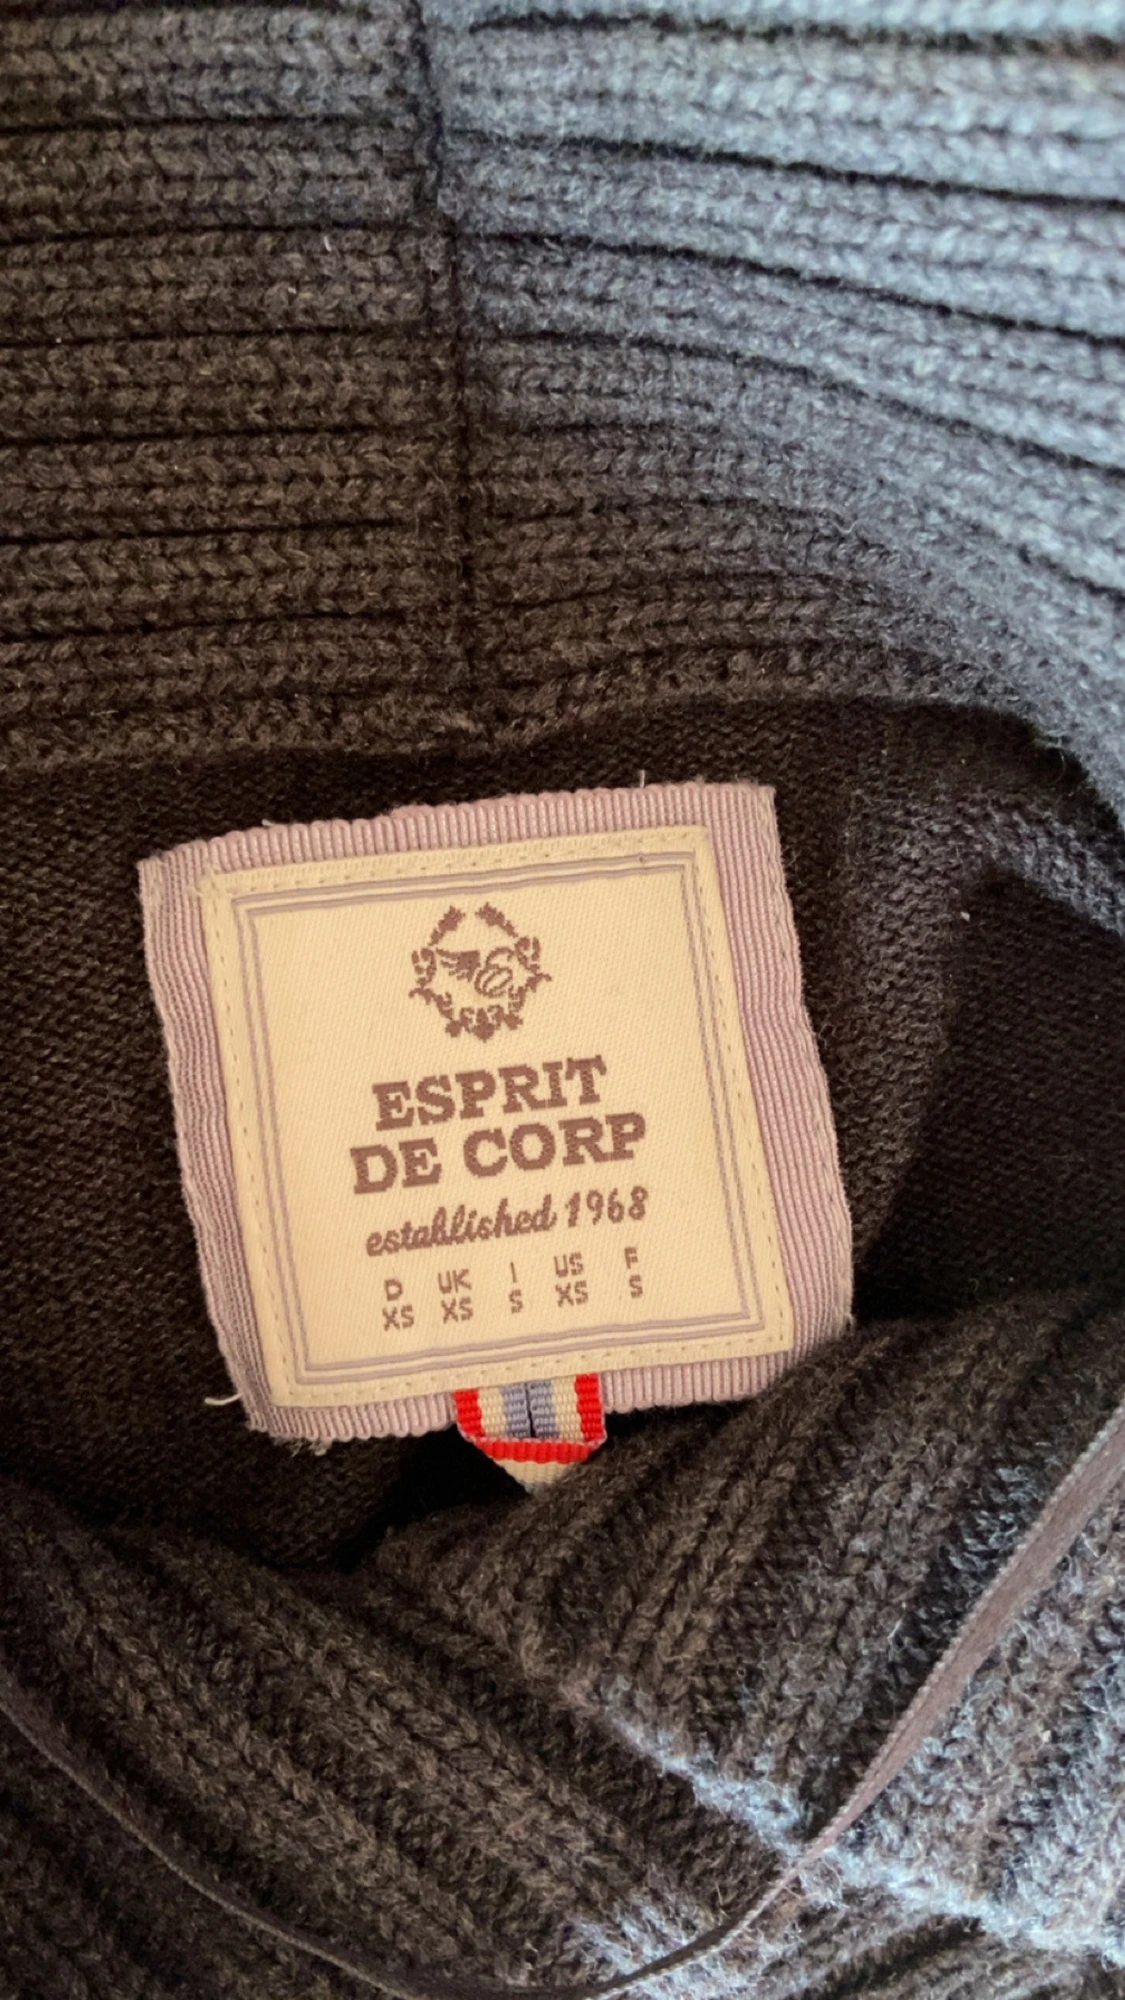 ESPRIT
DE CORP
established 1968
D UK I US F
XS XS S XS S